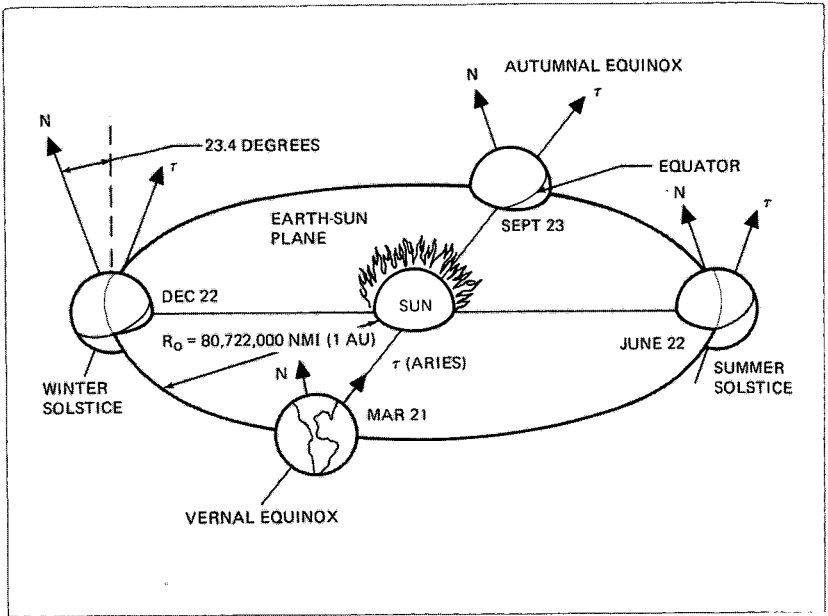 AUTUMNAL EQUINOX
N
τ
N
23.4 DEGREES
τ
EQUATOR
N
τ
EARTH-SUN
PLANE
SEPT 23
DEC 22
SUN
R₀ = 80,722,000 NMI (1 AU)
JUNE 22
τ (ARIES)
N
WINTER
SOLSTICE
SUMMER
SOLSTICE
MAR 21
VERNAL EQUINOX